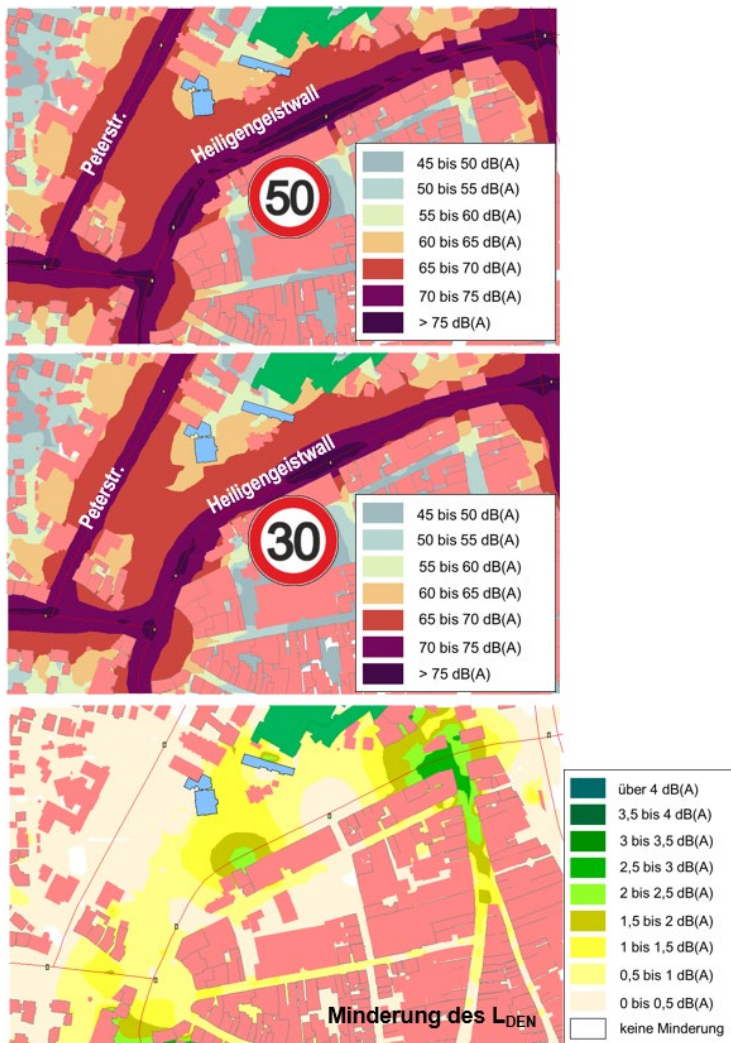 Peterstr.
Heiligengeistwall
50
45 bis 50 dB(A)
50 bis 55 dB(A)
55 bis 60 dB(A)
60 bis 65 dB(A)
65 bis 70 dB(A)
70 bis 75 dB(A)
> 75 dB(A)
Peterstr.
Heiligengeistwall
30
45 bis 50 dB(A)
50 bis 55 dB(A)
55 bis 60 dB(A)
60 bis 65 dB(A)
65 bis 70 dB(A)
70 bis 75 dB(A)
> 75 dB(A)
Minderung des LDEN
über 4 dB(A)
3,5 bis 4 dB(A)
3 bis 3,5 dB(A)
2,5 bis 3 dB(A)
2 bis 2,5 dB(A)
1,5 bis 2 dB(A)
1 bis 1,5 dB(A)
0,5 bis 1 dB(A)
0 bis 0,5 dB(A)
keine Minderung